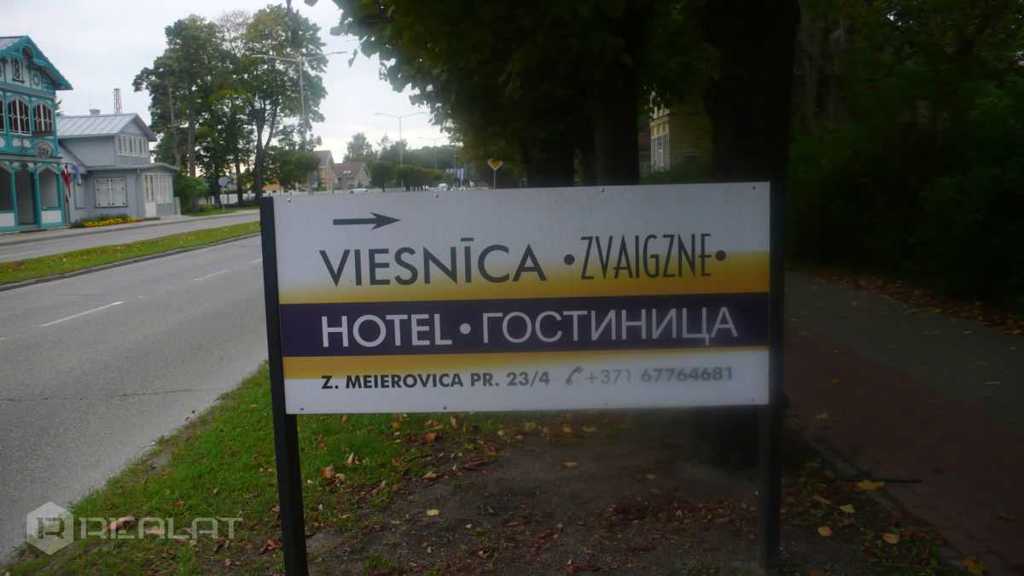 VIESNĪCA • ZVAIGZNE •
HOTEL • ГОСТИНИЦА
Z. MEIEROVICA PR. 23/4 +371 67764681
REALAT